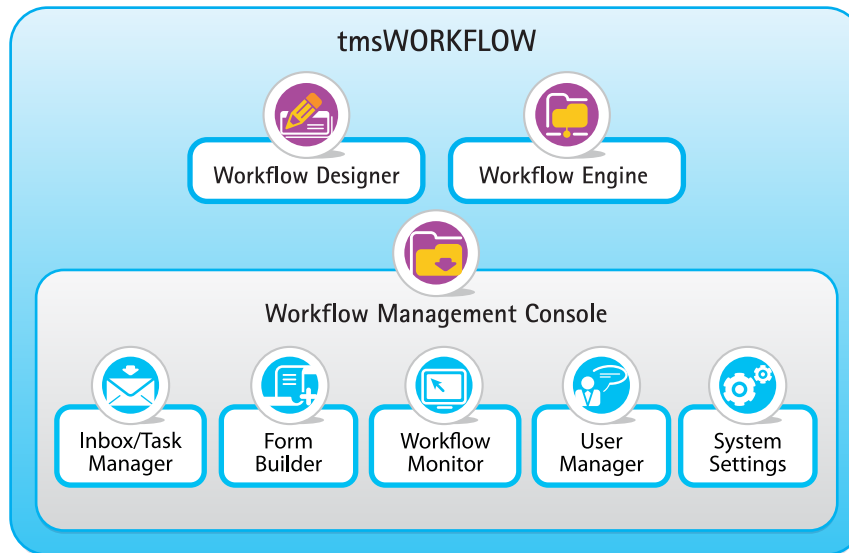 tmsWORKFLOW
Workflow Designer
Workflow Engine
Workflow Management Console
Inbox/Task
Manager
Form
Builder
Workflow
Monitor
User
Manager
System
Settings